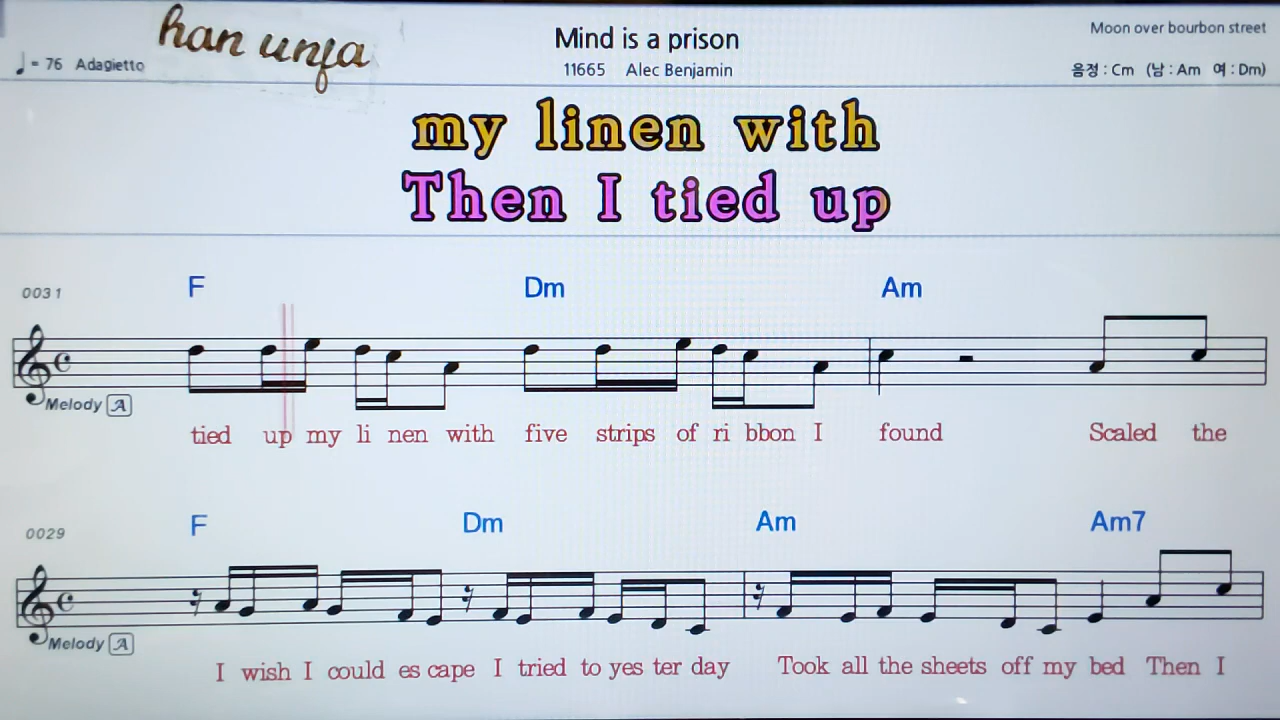 han unfa
Mind is a prison
Moon over bourbon street
♩= 76 Adagietto
11665 Alec Benjamin
음정 : Cm (남 : Am 여 : Dm)
my linen with
Then I tied up
0031 F Dm Am
Melody A
tied up my li nen with five strips of ri bbon I found Scaled the
0029 F Dm Am Am7
Melody A
I wish I could es cape I tried to yes ter day Took all the sheets off my bed Then I